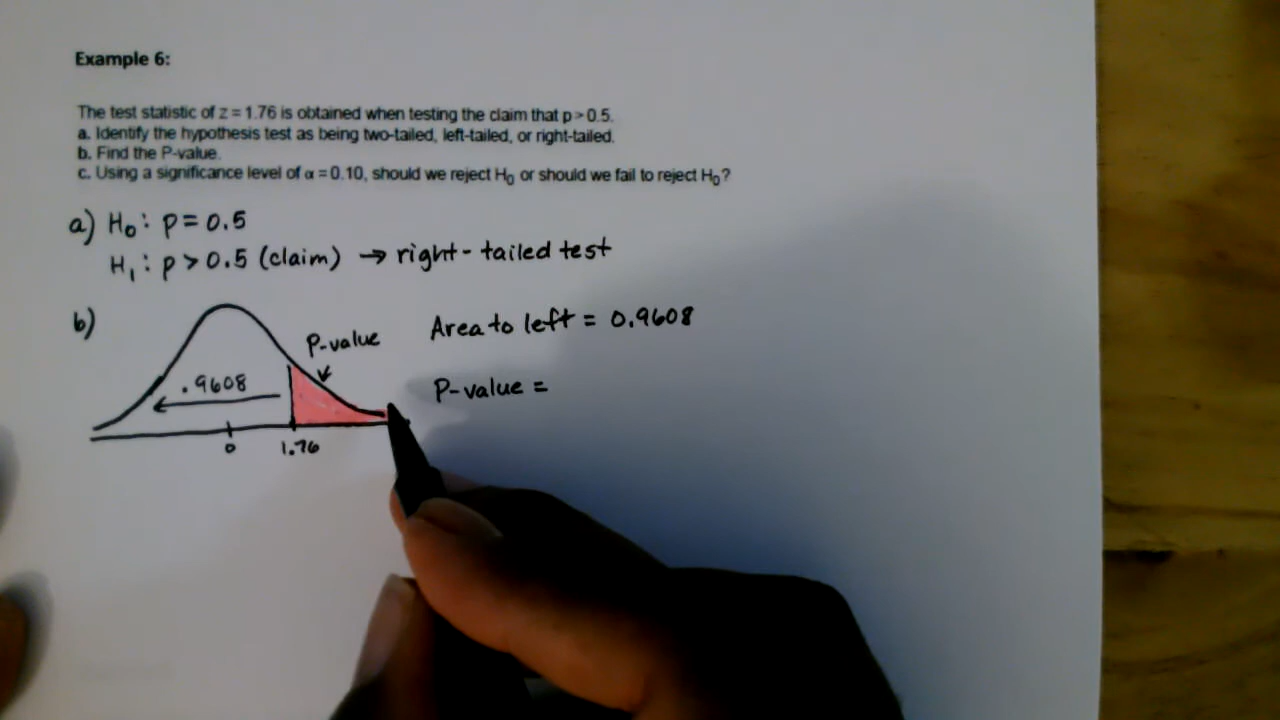 Example 6:
The test statistic of z = 1.76 is obtained when testing the claim that p > 0.5.
a. Identify the hypothesis test as being two-tailed, left-tailed, or right-tailed.
b. Find the P-value.
c. Using a significance level of α = 0.10, should we reject H₀ or should we fail to reject H₀?
a) H₀: p = 0.5
H₁: p > 0.5 (claim) → right-tailed test
b)
Area to left = 0.9608
P-value
.9608
P-value =
0
1.76